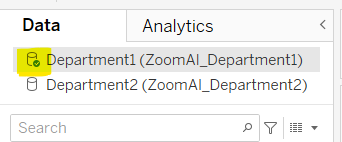 Data Analytics
Department1 (ZoomAI_Department1)
Department2 (ZoomAI_Department2)
Search